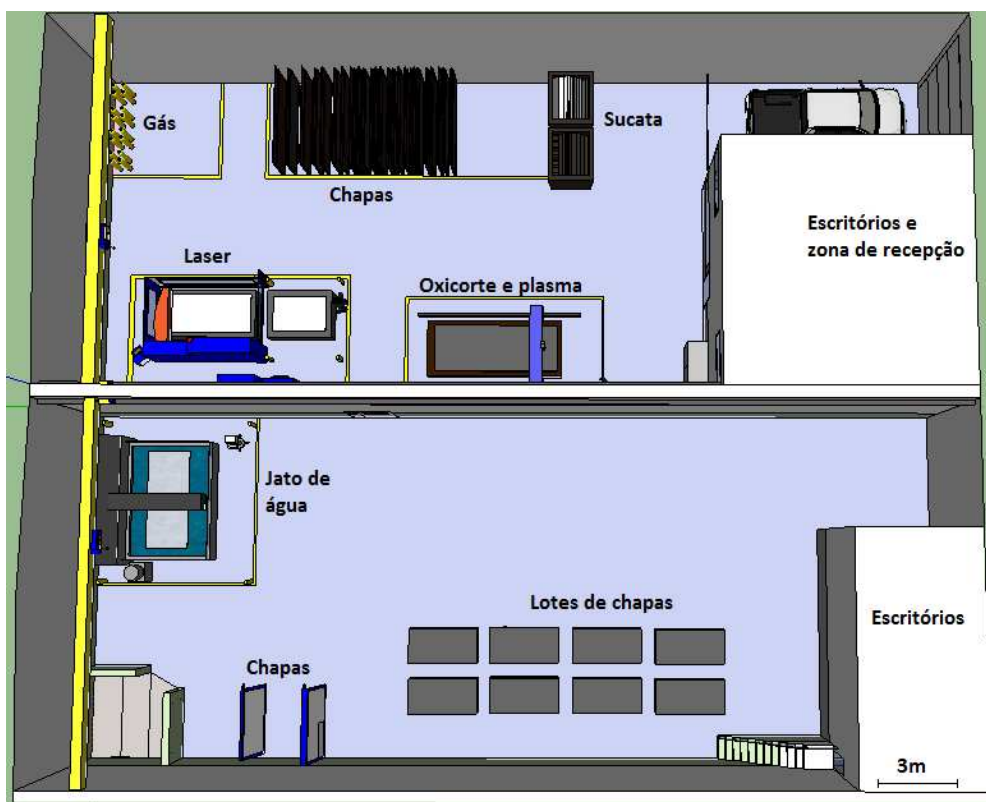 Gás
Sucata
Chapas
Escritórios e
zona de recepção
Laser
Oxicorte e plasma
Jato de
água
Lotes de chapas
Escritórios
Chapas
3m